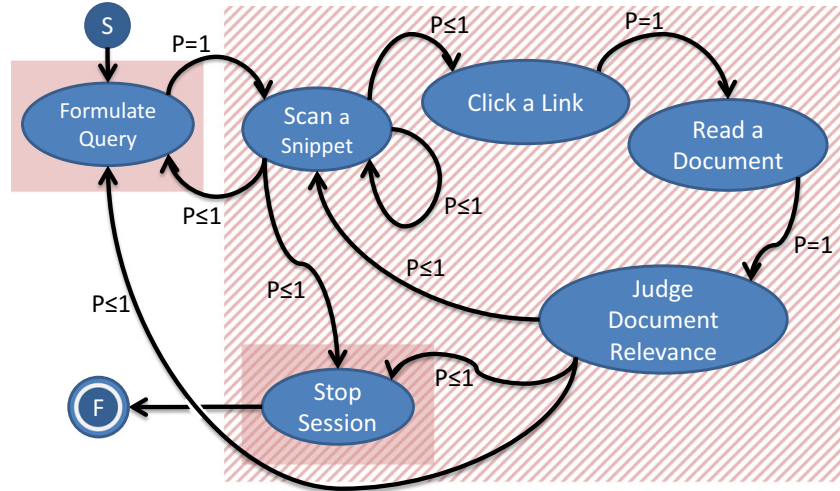 S
P=1
P≤1
P=1
Formulate
Query
Scan a
Snippet
Click a Link
Read a
Document
P≤1
P≤1
P=1
P≤1
P≤1
P≤1
Judge
Document
Relevance
P≤1
Stop
Session
F